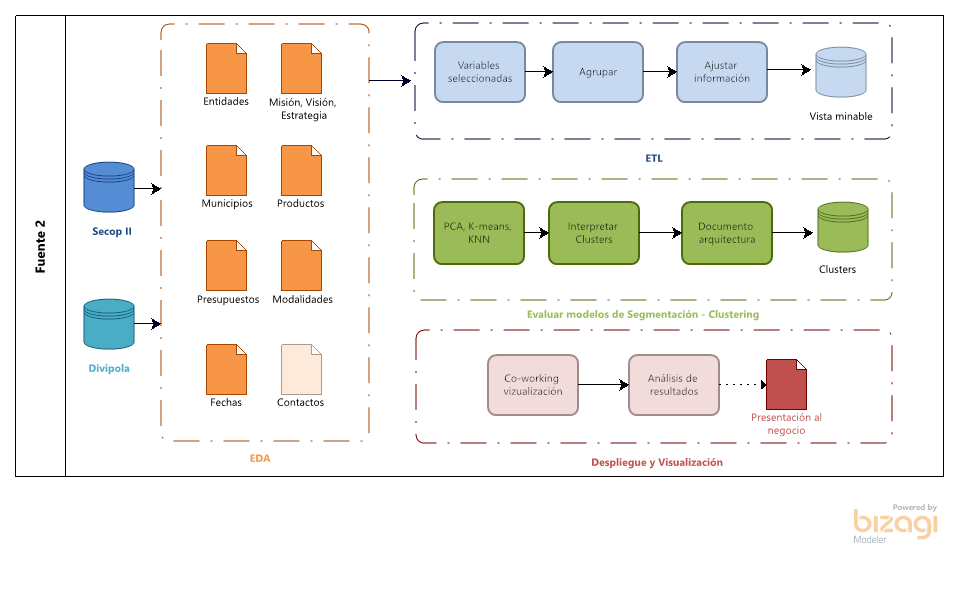 Fuente 2
Secop II
Divipola
Entidades
Misión, Visión,
Estrategia
Municipios
Productos
Presupuestos
Modalidades
Fechas
Contactos
EDA
Variables
seleccionadas
Agrupar
Ajustar
información
Vista minable
ETL
PCA, K-means,
KNN
Interpretar
Clusters
Documento
arquitectura
Clusters
Evaluar modelos de Segmentación - Clustering
Co-working
vizualización
Análisis de
resultados
Presentación al
negocio
Despliegue y Visualización
Powered by
bizagi
Modeler